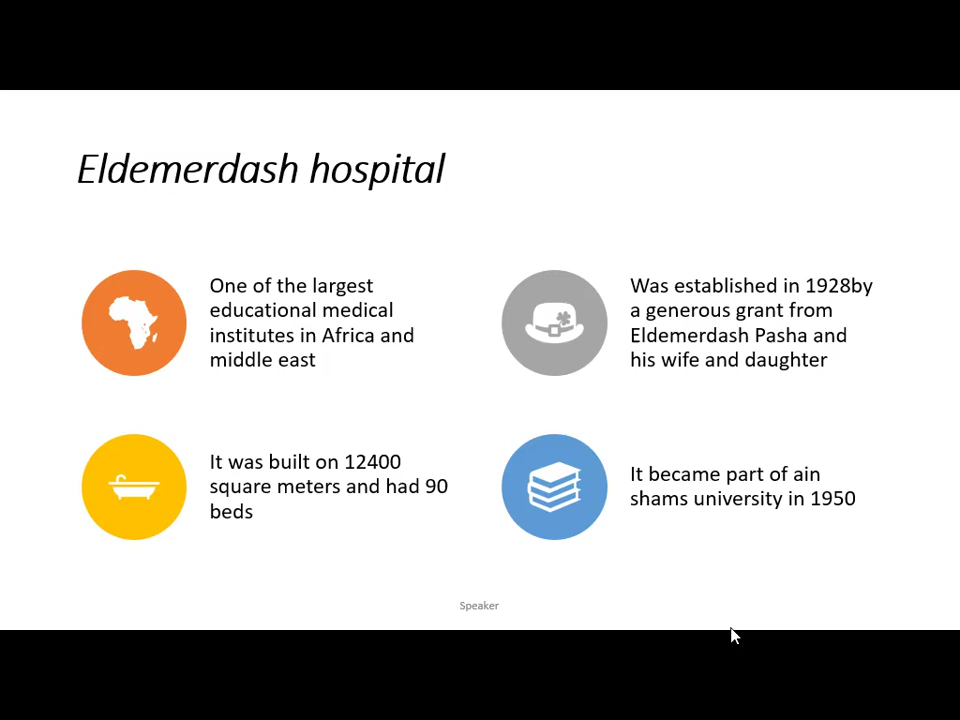 Eldemerdash hospital
One of the largest
educational medical
institutes in Africa and
middle east
Was established in 1928by
a generous grant from
Eldemerdash Pasha and
his wife and daughter
It was built on 12400
square meters and had 90
beds
It became part of ain
shams university in 1950
Speaker